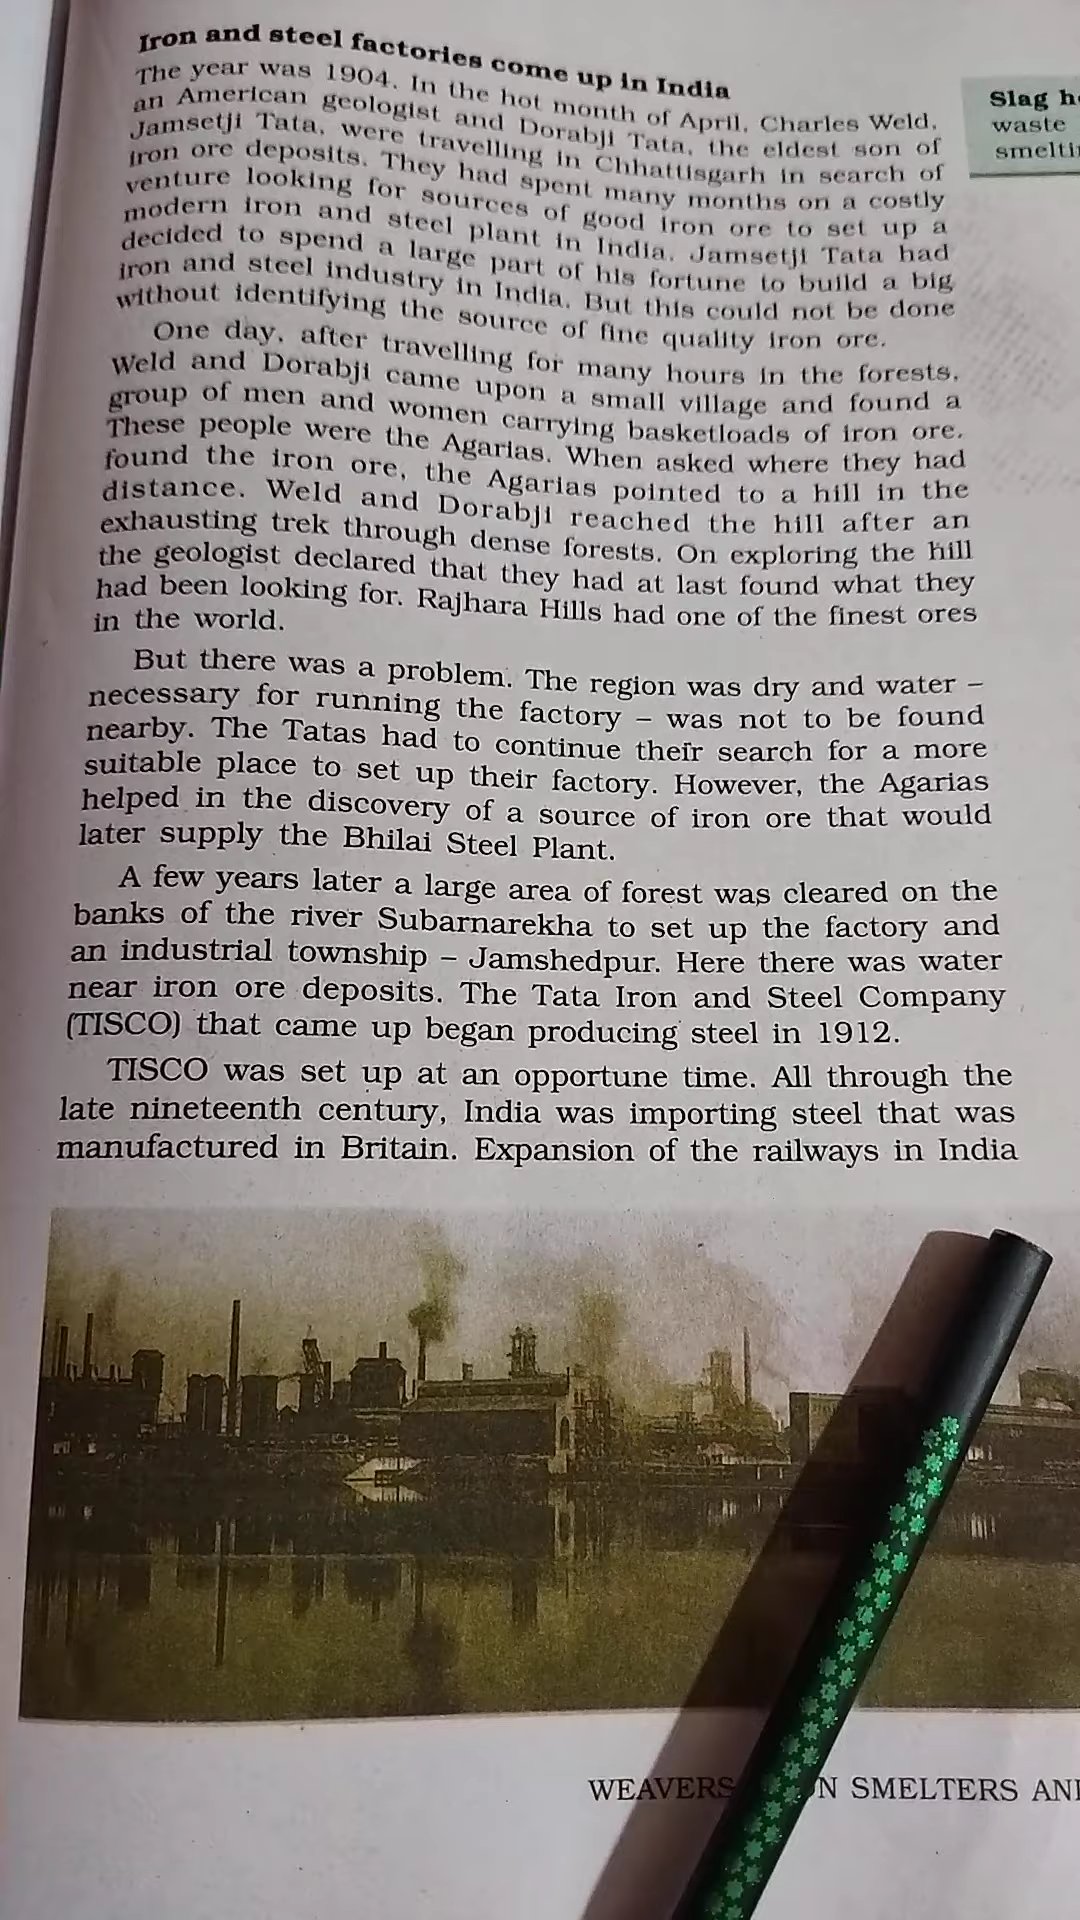 Iron and steel factories come up in India
The year was 1904. In the hot month of April, Charles Weld,
an American geologist and Dorabji Tata, the eldest son of
Jamsetji Tata, were travelling in Chhattisgarh in search of
iron ore deposits. They had spent many months on a costly
venture looking for sources of good iron ore to set up a
modern iron and steel plant in India. Jamsetji Tata had
decided to spend a large part of his fortune to build a big
iron and steel industry in India. But this could not be done
without identifying the source of fine quality iron ore.
One day, after travelling for many hours in the forests,
Weld and Dorabji came upon a small village and found a
group of men and women carrying basketloads of iron ore.
These people were the Agarias. When asked where they had
found the iron ore, the Agarias pointed to a hill in the
distance. Weld and Dorabji reached the hill after an
exhausting trek through dense forests. On exploring the hill
the geologist declared that they had at last found what they
had been looking for. Rajhara Hills had one of the finest ores
in the world.
But there was a problem. The region was dry and water –
necessary for running the factory – was not to be found
nearby. The Tatas had to continue their search for a more
suitable place to set up their factory. However, the Agarias
helped in the discovery of a source of iron ore that would
later supply the Bhilai Steel Plant.
A few years later a large area of forest was cleared on the
banks of the river Subarnarekha to set up the factory and
an industrial township – Jamshedpur. Here there was water
near iron ore deposits. The Tata Iron and Steel Company
(TISCO) that came up began producing steel in 1912.
TISCO was set up at an opportune time. All through the
late nineteenth century, India was importing steel that was
manufactured in Britain. Expansion of the railways in India
Slag
waste
WEAVERS SMELTERS